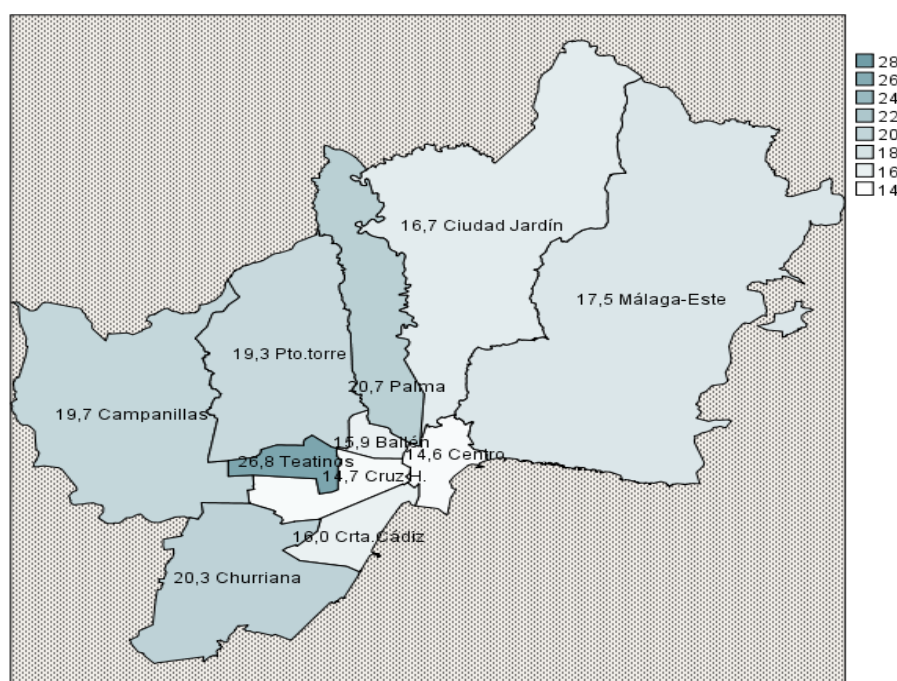 28
26
24
22
20
18
16
14
16,7 Ciudad Jardín
17,5 Málaga-Este
19,3 Pto.torre
20,7 Palma
19,7 Campanillas
15,9 Bailén
14,6 Centro
26,8 Teatinos
14,7 Cruz H.
16,0 Crta.Cádiz
20,3 Churriana